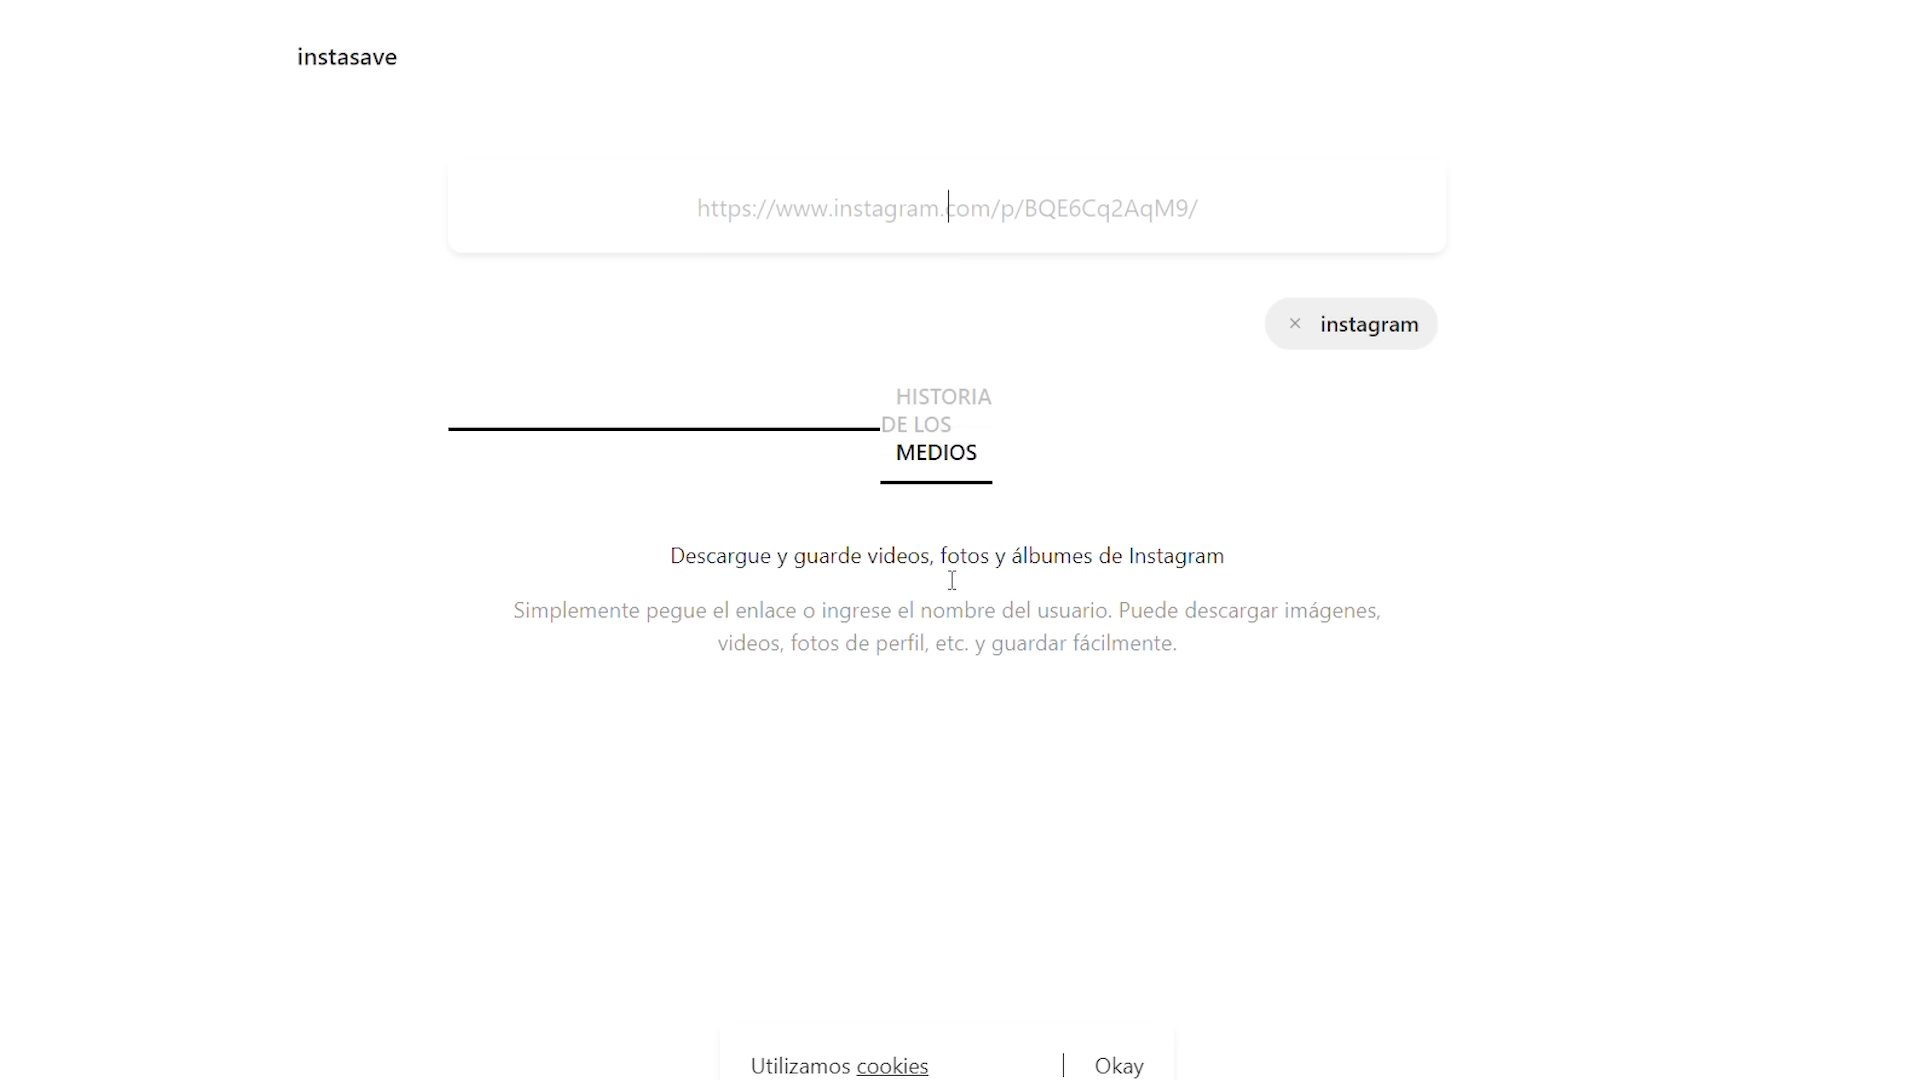 instasave
https://www.instagram.com/p/BQE6Cq2AqM9/
× instagram
HISTORIA
DE LOS
MEDIOS
Descargue y guarde videos, fotos y álbumes de Instagram
Simplemente pegue el enlace o ingrese el nombre del usuario. Puede descargar imágenes,
videos, fotos de perfil, etc. y guardar fácilmente.
Utilizamos cookies | Okay